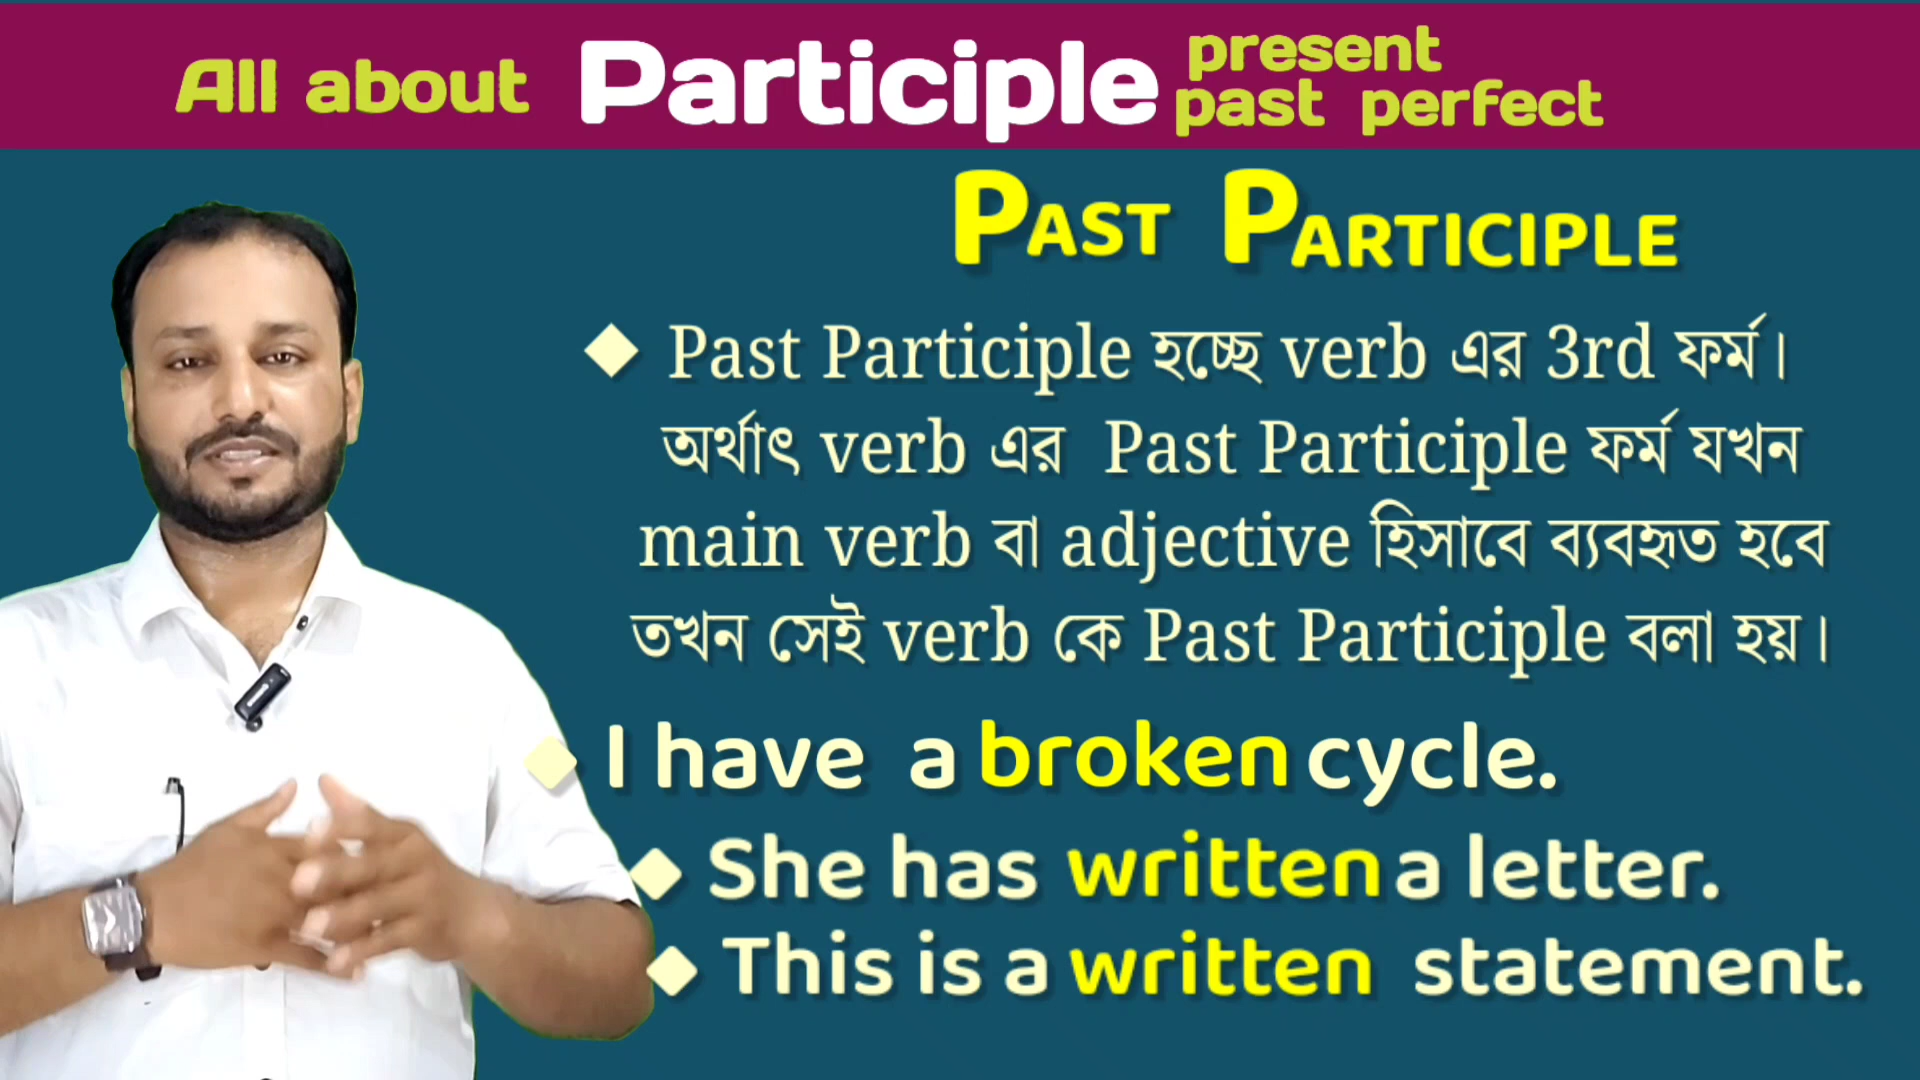 All about Participle present
past perfect
Past Participle
Past Participle হচ্ছে verb এর 3rd ফর্ম।
অর্থাৎ verb এর Past Participle ফর্ম যখন
main verb বা adjective হিসাবে ব্যবহৃত হবে
তখন সেই verb কে Past Participle বলা হয়।
I have a broken cycle.
She has written a letter.
This is a written statement.